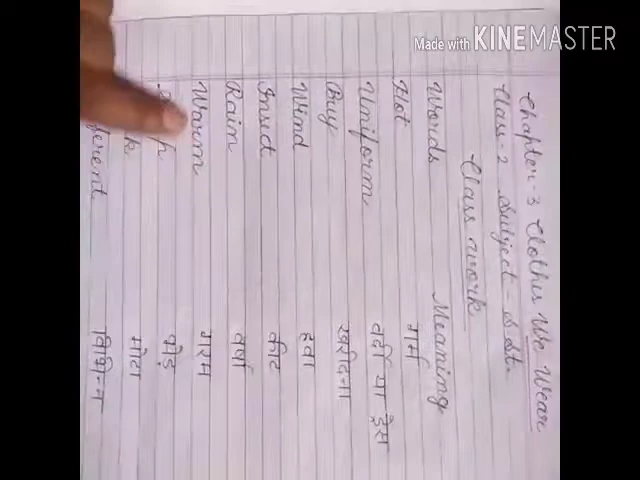 Made with KINEMASTER
Chapter-3 Clothes We Wear
Class-2 Subject-S.St.
Class work
Words Meaning
Hot गर्म
Uniform वर्दी या ड्रेस
Buy खरीदना
Wind हवा
Insect कीट
Rain वर्षा
Warm गरम
मोटा
विभिन्न